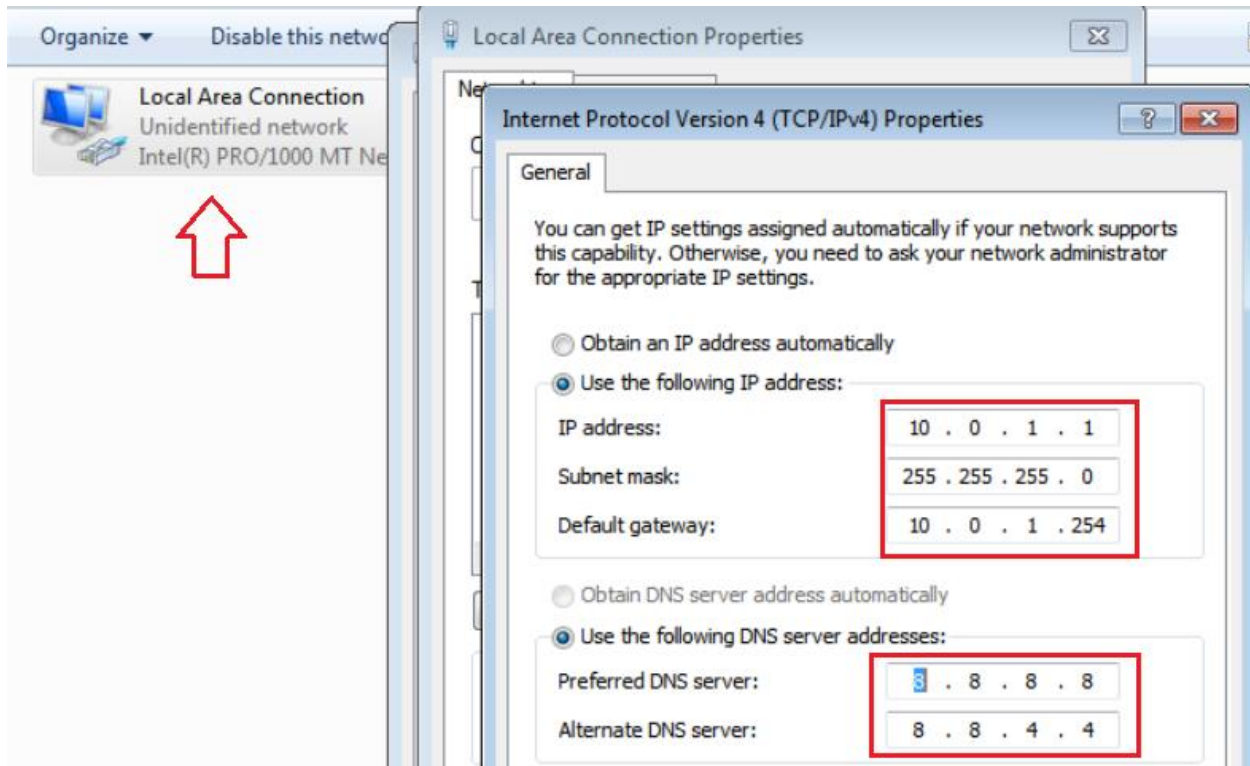 Organize
Disable this netwo
Local Area Connection
Unidentified network
Intel(R) PRO/1000 MT Ne
Local Area Connection Properties
Internet Protocol Version 4 (TCP/IPv4) Properties
General
You can get IP settings assigned automatically if your network supports
this capability. Otherwise, you need to ask your network administrator
for the appropriate IP settings.
Obtain an IP address automatically
Use the following IP address:
IP address: 10 . 0 . 1 . 1
Subnet mask: 255 . 255 . 255 . 0
Default gateway: 10 . 0 . 1 . 254
Obtain DNS server address automatically
Use the following DNS server addresses:
Preferred DNS server: 8 . 8 . 8 . 8
Alternate DNS server: 8 . 8 . 4 . 4